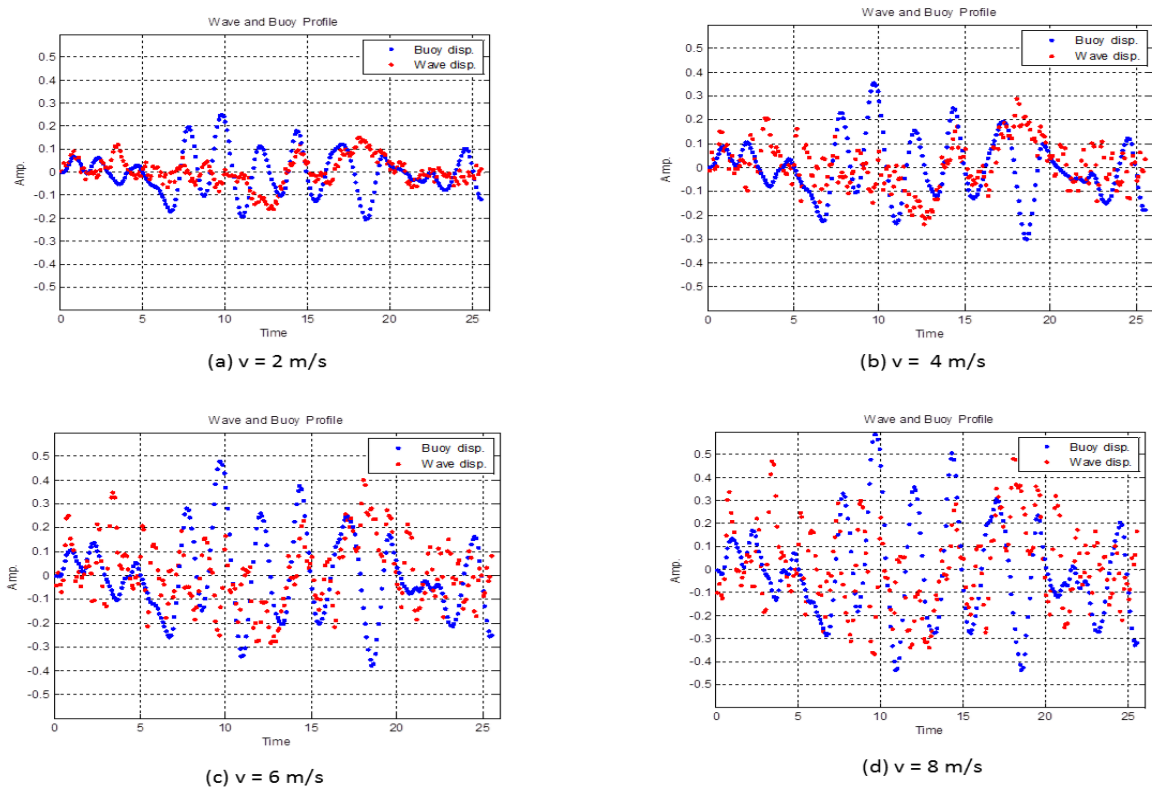 Wave and Buoy Profile
Buoy disp.
Wave disp.
0.5
0.4
0.3
0.2
0.1
0
-0.1
-0.2
-0.3
-0.4
-0.5
Amp.
0 5 10 15 20 25
Time
(a) v = 2 m/s
Wave and Buoy Profile
Buoy disp.
Wave disp.
0.5
0.4
0.3
0.2
0.1
0
-0.1
-0.2
-0.3
-0.4
-0.5
Amp.
0 5 10 15 20 25
Time
(b) v = 4 m/s
Wave and Buoy Profile
Buoy disp.
Wave disp.
0.5
0.4
0.3
0.2
0.1
0
-0.1
-0.2
-0.3
-0.4
-0.5
Amp.
0 5 10 15 20 25
Time
(c) v = 6 m/s
Wave and Buoy Profile
Buoy disp.
Wave disp.
0.5
0.4
0.3
0.2
0.1
0
-0.1
-0.2
-0.3
-0.4
-0.5
Amp.
0 5 10 15 20 25
Time
(d) v = 8 m/s